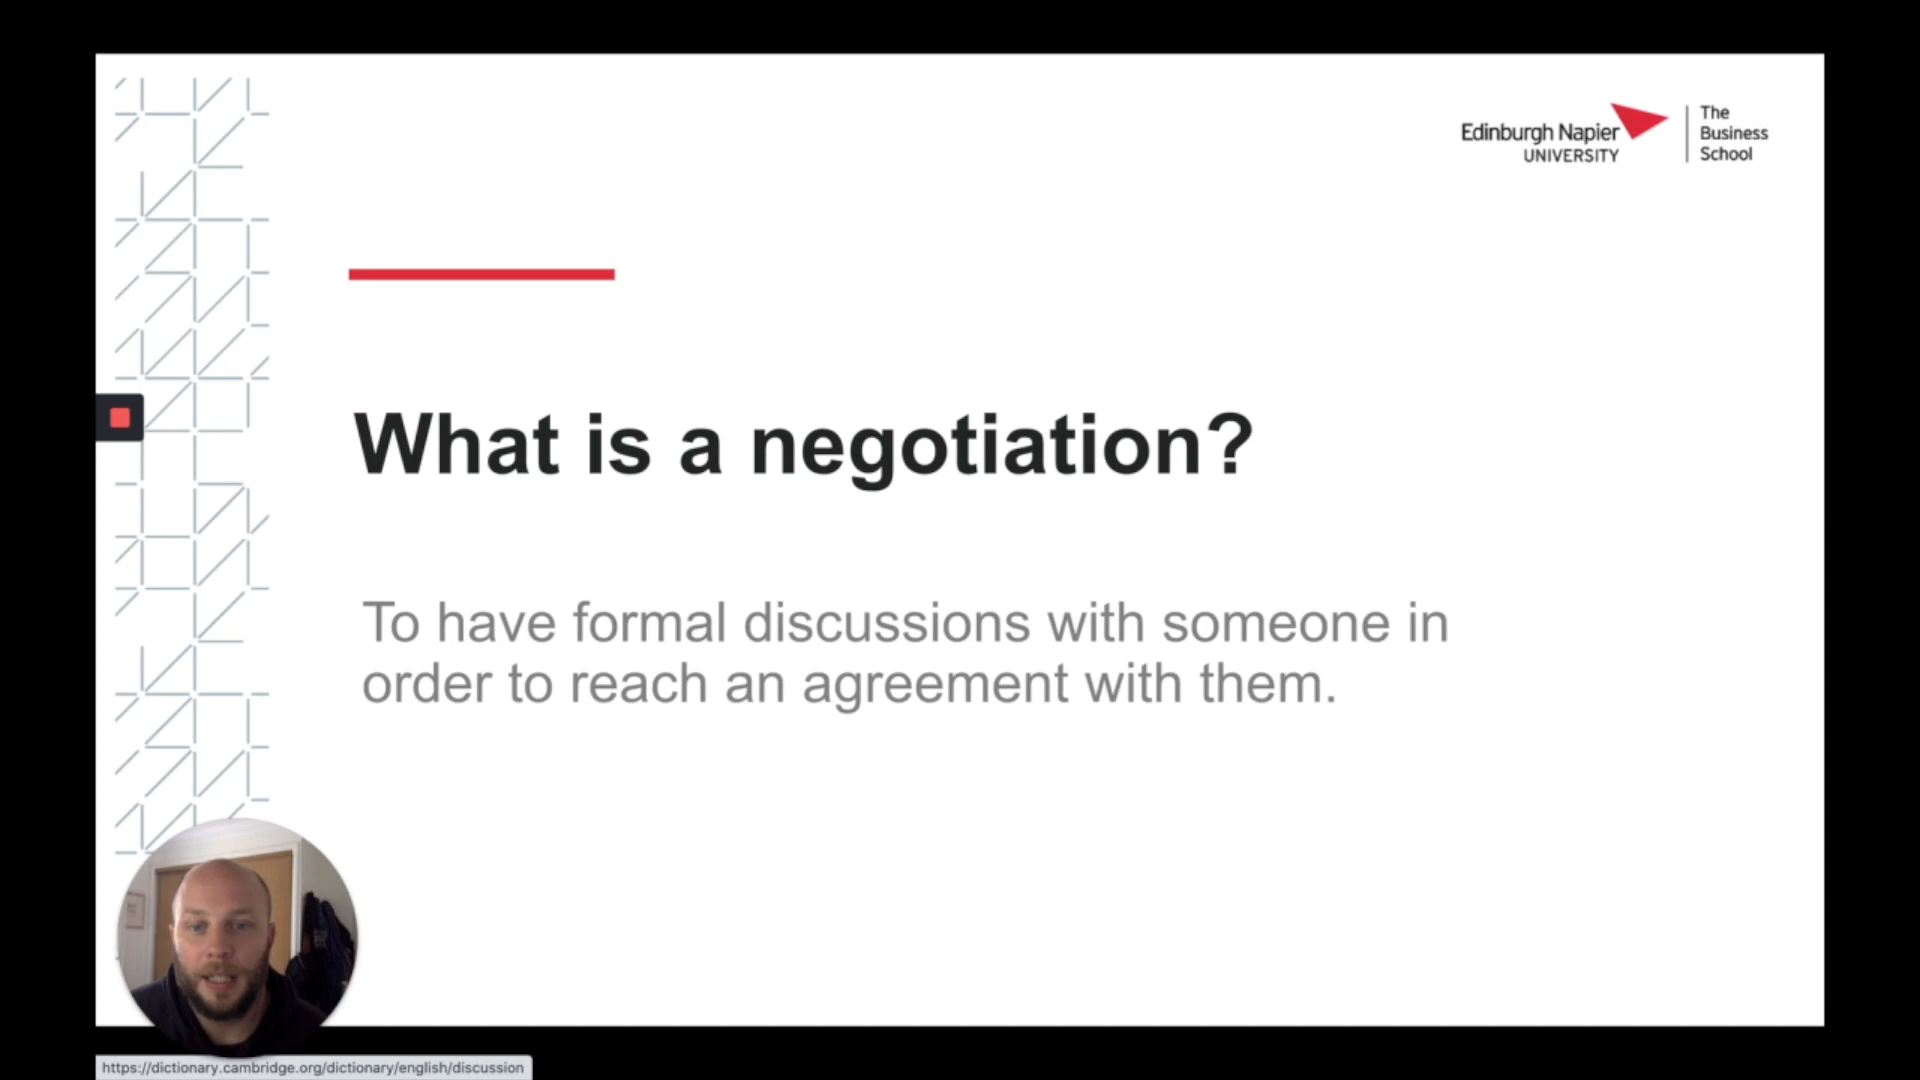 Edinburgh Napier
UNIVERSITY
The
Business
School
What is a negotiation?
To have formal discussions with someone in
order to reach an agreement with them.
https://dictionary.cambridge.org/dictionary/english/discussion